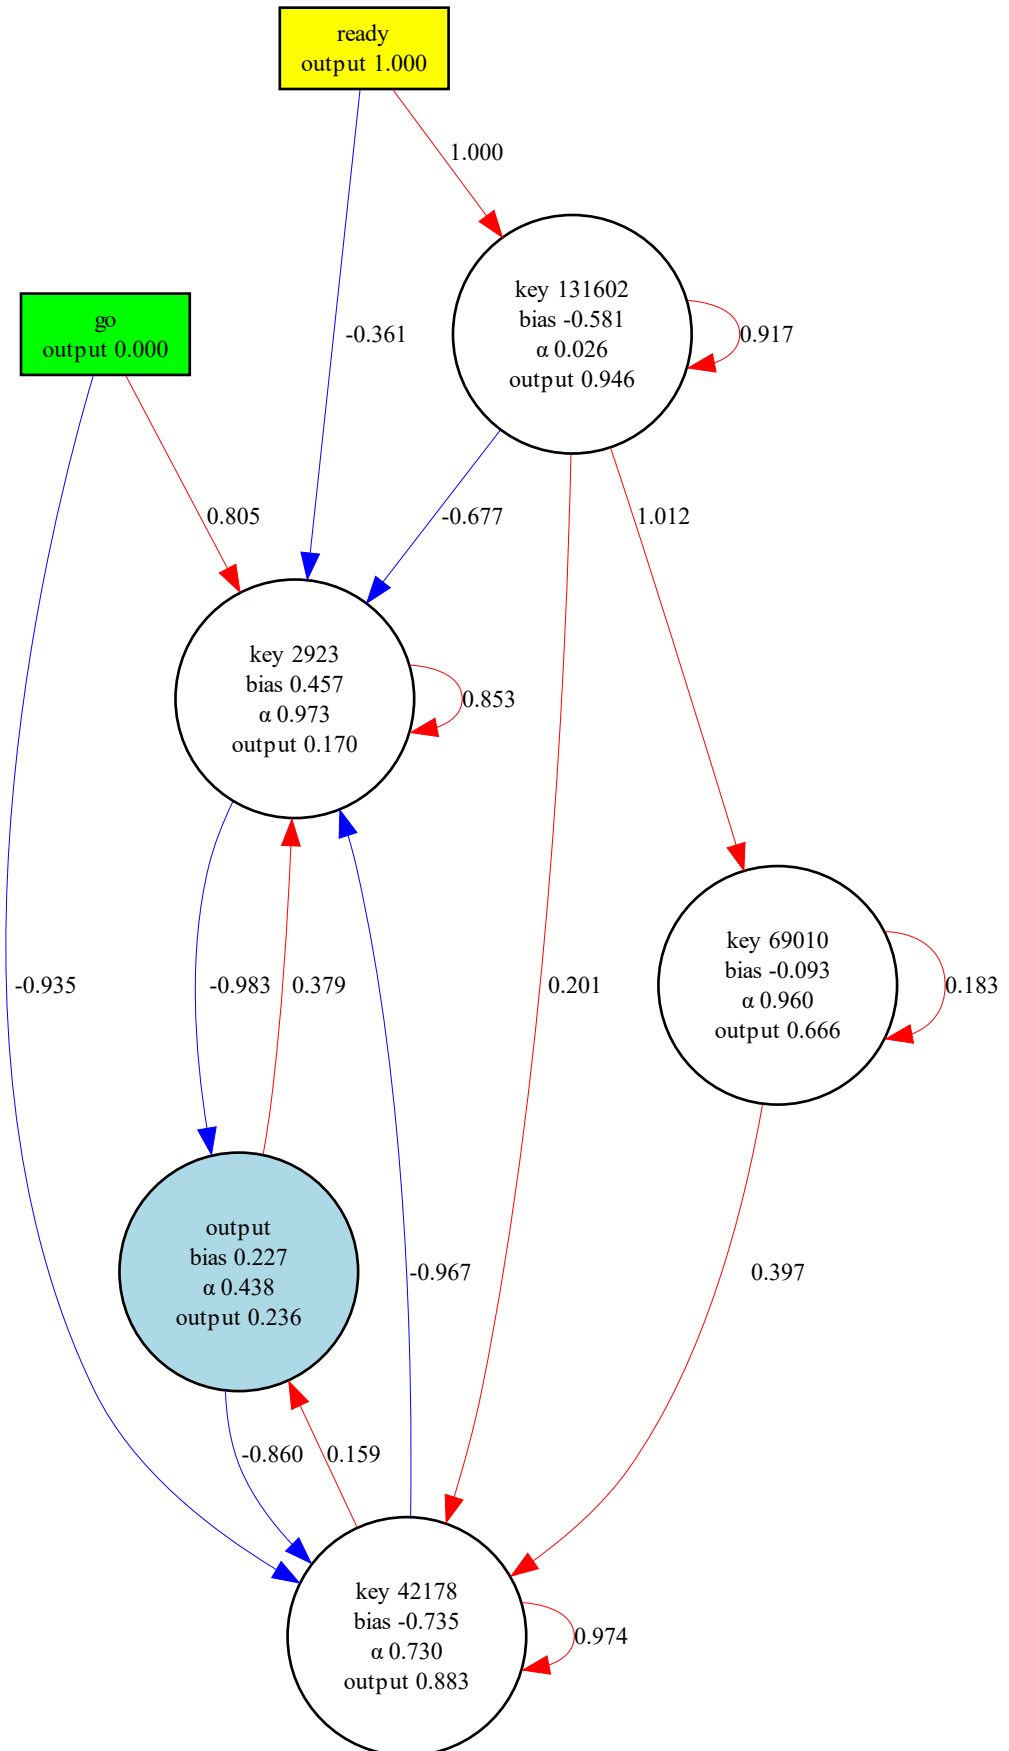 ready
output 1.000
1.000
key 131602
bias -0.581
α 0.026
output 0.946
0.917
-0.361
go
output 0.000
0.805
-0.677
1.012
key 2923
bias 0.457
α 0.973
output 0.170
0.853
key 69010
bias -0.093
α 0.960
output 0.666
0.183
-0.935
-0.983
0.379
0.201
output
bias 0.227
α 0.438
output 0.236
-0.967
0.397
-0.860
0.159
key 42178
bias -0.735
α 0.730
output 0.883
0.974